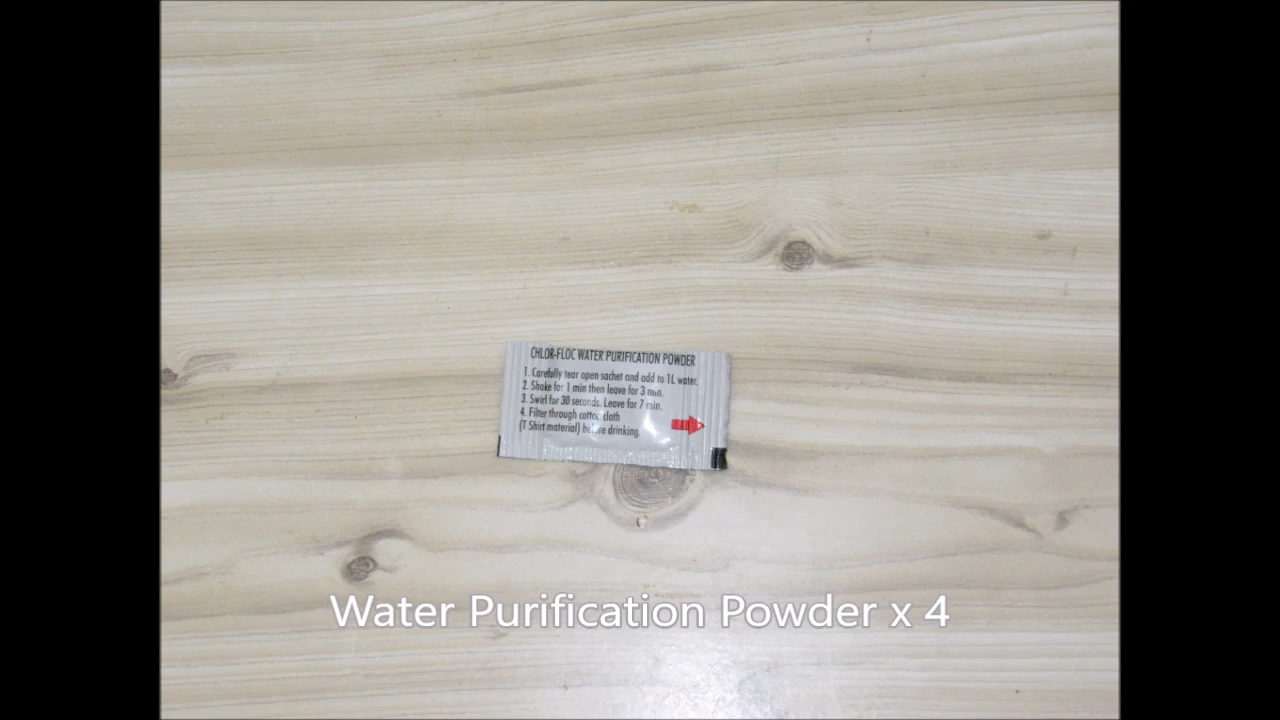 CHLOR-FLOC WATER PURIFICATION POWDER
1. Carefully tear open sachet and add to 1L water.
2. Shake for 1 min then leave for 3 min.
3. Swirl for 30 seconds. Leave for 7 min.
4. Filter through cotton cloth
(T Shirt material) before drinking.
Water Purification Powder x 4